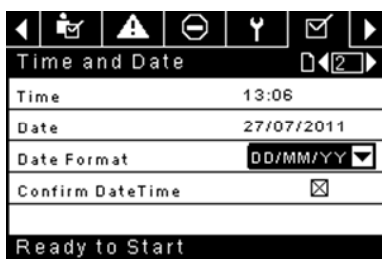 Time and Date 2
Time 13:06
Date 27/07/2011
Date Format DD/MM/YY
Confirm DateTime
Ready to Start